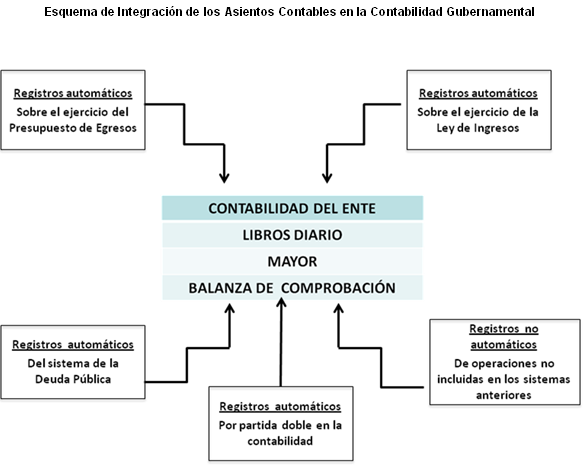 Esquema de Integración de los Asientos Contables en la Contabilidad Gubernamental
Registros automáticos
Sobre el ejercicio del
Presupuesto de Egresos
Registros automáticos
Sobre el ejercicio de la
Ley de Ingresos
CONTABILIDAD DEL ENTE
LIBROS DIARIO
MAYOR
BALANZA DE COMPROBACIÓN
Registros automáticos
Del sistema de la
Deuda Pública
Registros automáticos
Por partida doble en la
contabilidad
Registros no
automáticos
De operaciones no
incluidas en los sistemas
anteriores